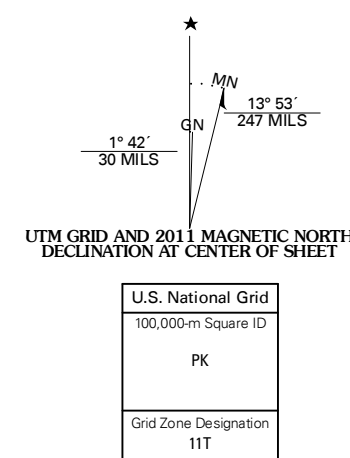 ★
MN
GN
13° 53´
247 MILS
1° 42´
30 MILS
UTM GRID AND 2011 MAGNETIC NORTH
DECLINATION AT CENTER OF SHEET
U.S. National Grid
100,000-m Square ID
PK
Grid Zone Designation
11T